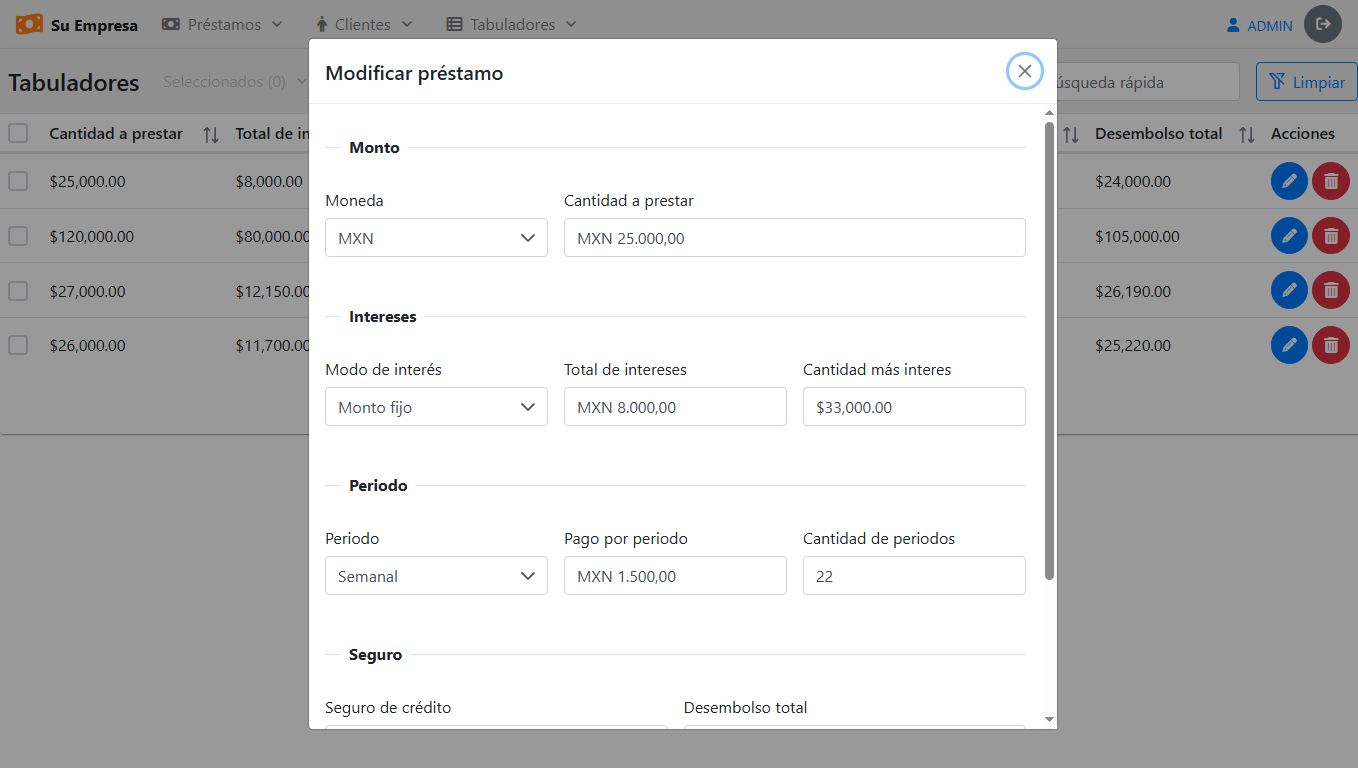 Su Empresa Préstamos Clientes Tabuladores ADMIN
Modificar préstamo
Tabuladores Seleccionados (0) úsqueda rápida Limpiar
Cantidad a prestar Total de in Desembolso total Acciones
$25,000.00 $8,000.00 $24,000.00
$120,000.00 $80,000.00 $105,000.00
$27,000.00 $12,150.00 $26,190.00
$26,000.00 $11,700.00 $25,220.00
Monto
Moneda Cantidad a prestar
MXN MXN 25.000,00
Intereses
Modo de interés Total de intereses Cantidad más interes
Monto fijo MXN 8.000,00 $33,000.00
Periodo
Periodo Pago por periodo Cantidad de periodos
Semanal MXN 1.500,00 22
Seguro
Seguro de crédito Desembolso total